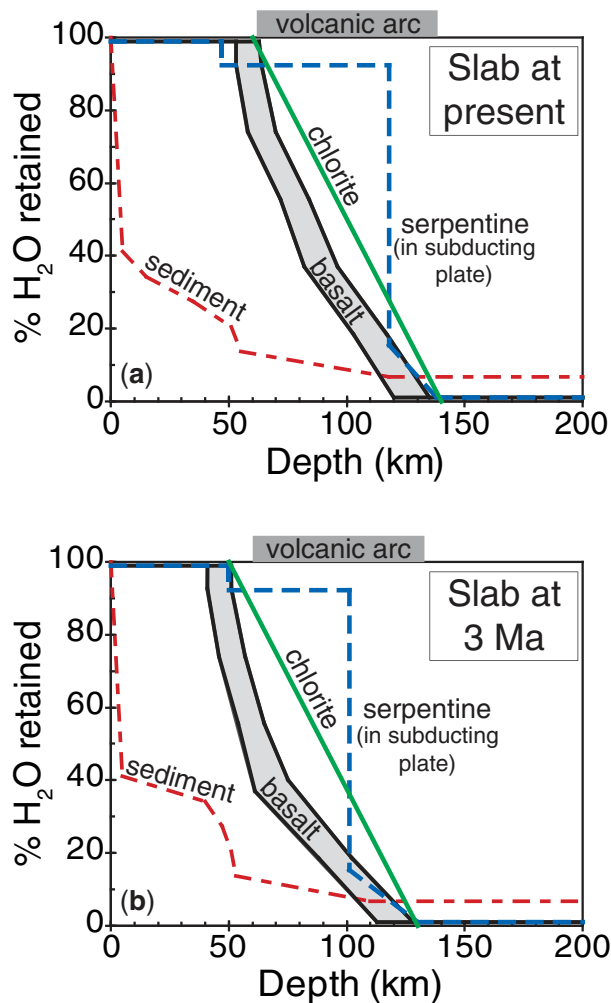 volcanic arc
100
80
60
40
20
0
% H2O retained
Slab at
present
chlorite
serpentine
(in subducting
plate)
sediment
basalt
(a)
0 50 100 150 200
Depth (km)
volcanic arc
100
80
60
40
20
0
% H2O retained
Slab at
3 Ma
chlorite
serpentine
(in subducting
plate)
sediment
basalt
(b)
0 50 100 150 200
Depth (km)